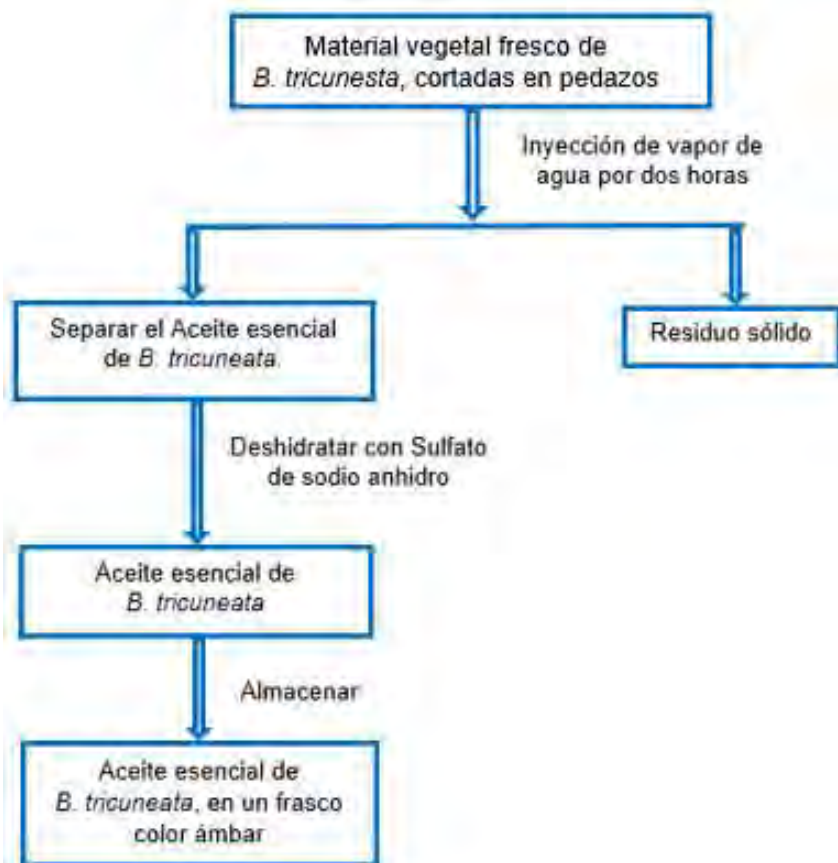 Material vegetal fresco de
B. tricunesta, cortadas en pedazos
Inyección de vapor de
agua por dos horas
Separar el Aceite esencial
de B. tricuneata.
Residuo sólido
Deshidratar con Sulfato
de sodio anhidro
Aceite esencial de
B. tricuneata
Almacenar
Aceite esencial de
B. tricuneata, en un frasco
color ámbar